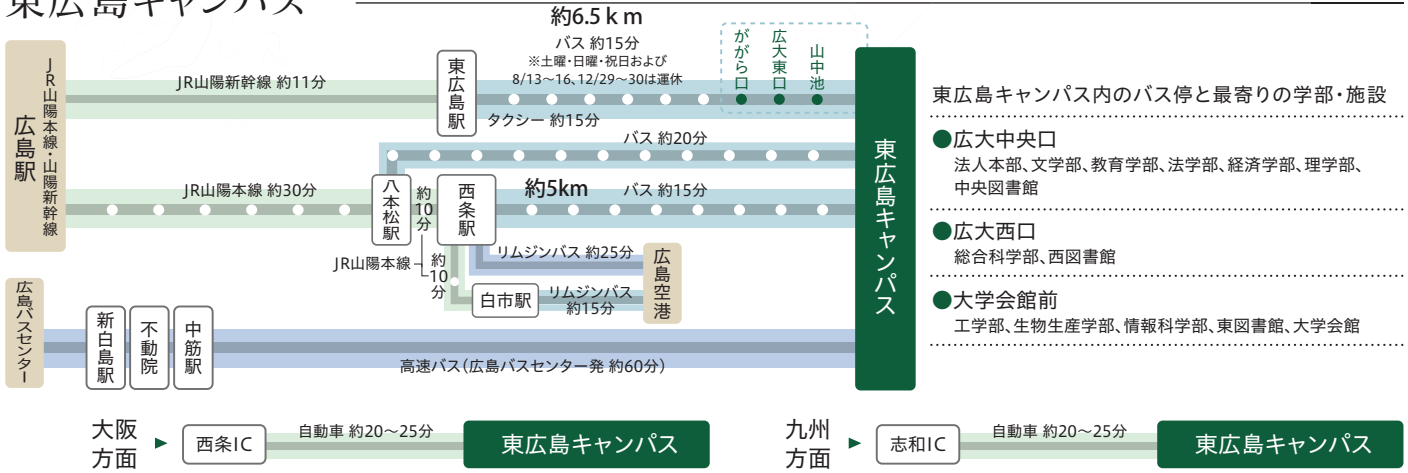 東広島キャンパス
約6.5ｋｍ
バス 約15分
※土曜・日曜・祝日および
8/13～16、12/29～30は運休
ががら口
広大東口
山中池
JR山陽本線・山陽新幹線
広島駅
JR山陽新幹線 約11分
東広島駅
タクシー 約15分
バス 約20分
JR山陽本線 約30分
八本松駅
約10分
西条駅
約5km
バス 約15分
JR山陽本線
約10分
リムジンバス 約25分
白市駅
リムジンバス
約15分
広島空港
東広島キャンパス
広島バスセンター
新白島駅
不動院
中筋駅
高速バス（広島バスセンター発 約60分）
東広島キャンパス内のバス停と最寄りの学部・施設
●広大中央口
法人本部、文学部、教育学部、法学部、経済学部、理学部、
中央図書館
●広大西口
総合科学部、西図書館
●大学会館前
工学部、生物生産学部、情報科学部、東図書館、大学会館
大阪
方面
西条IC
自動車 約20～25分
東広島キャンパス
九州
方面
志和IC
自動車 約20～25分
東広島キャンパス